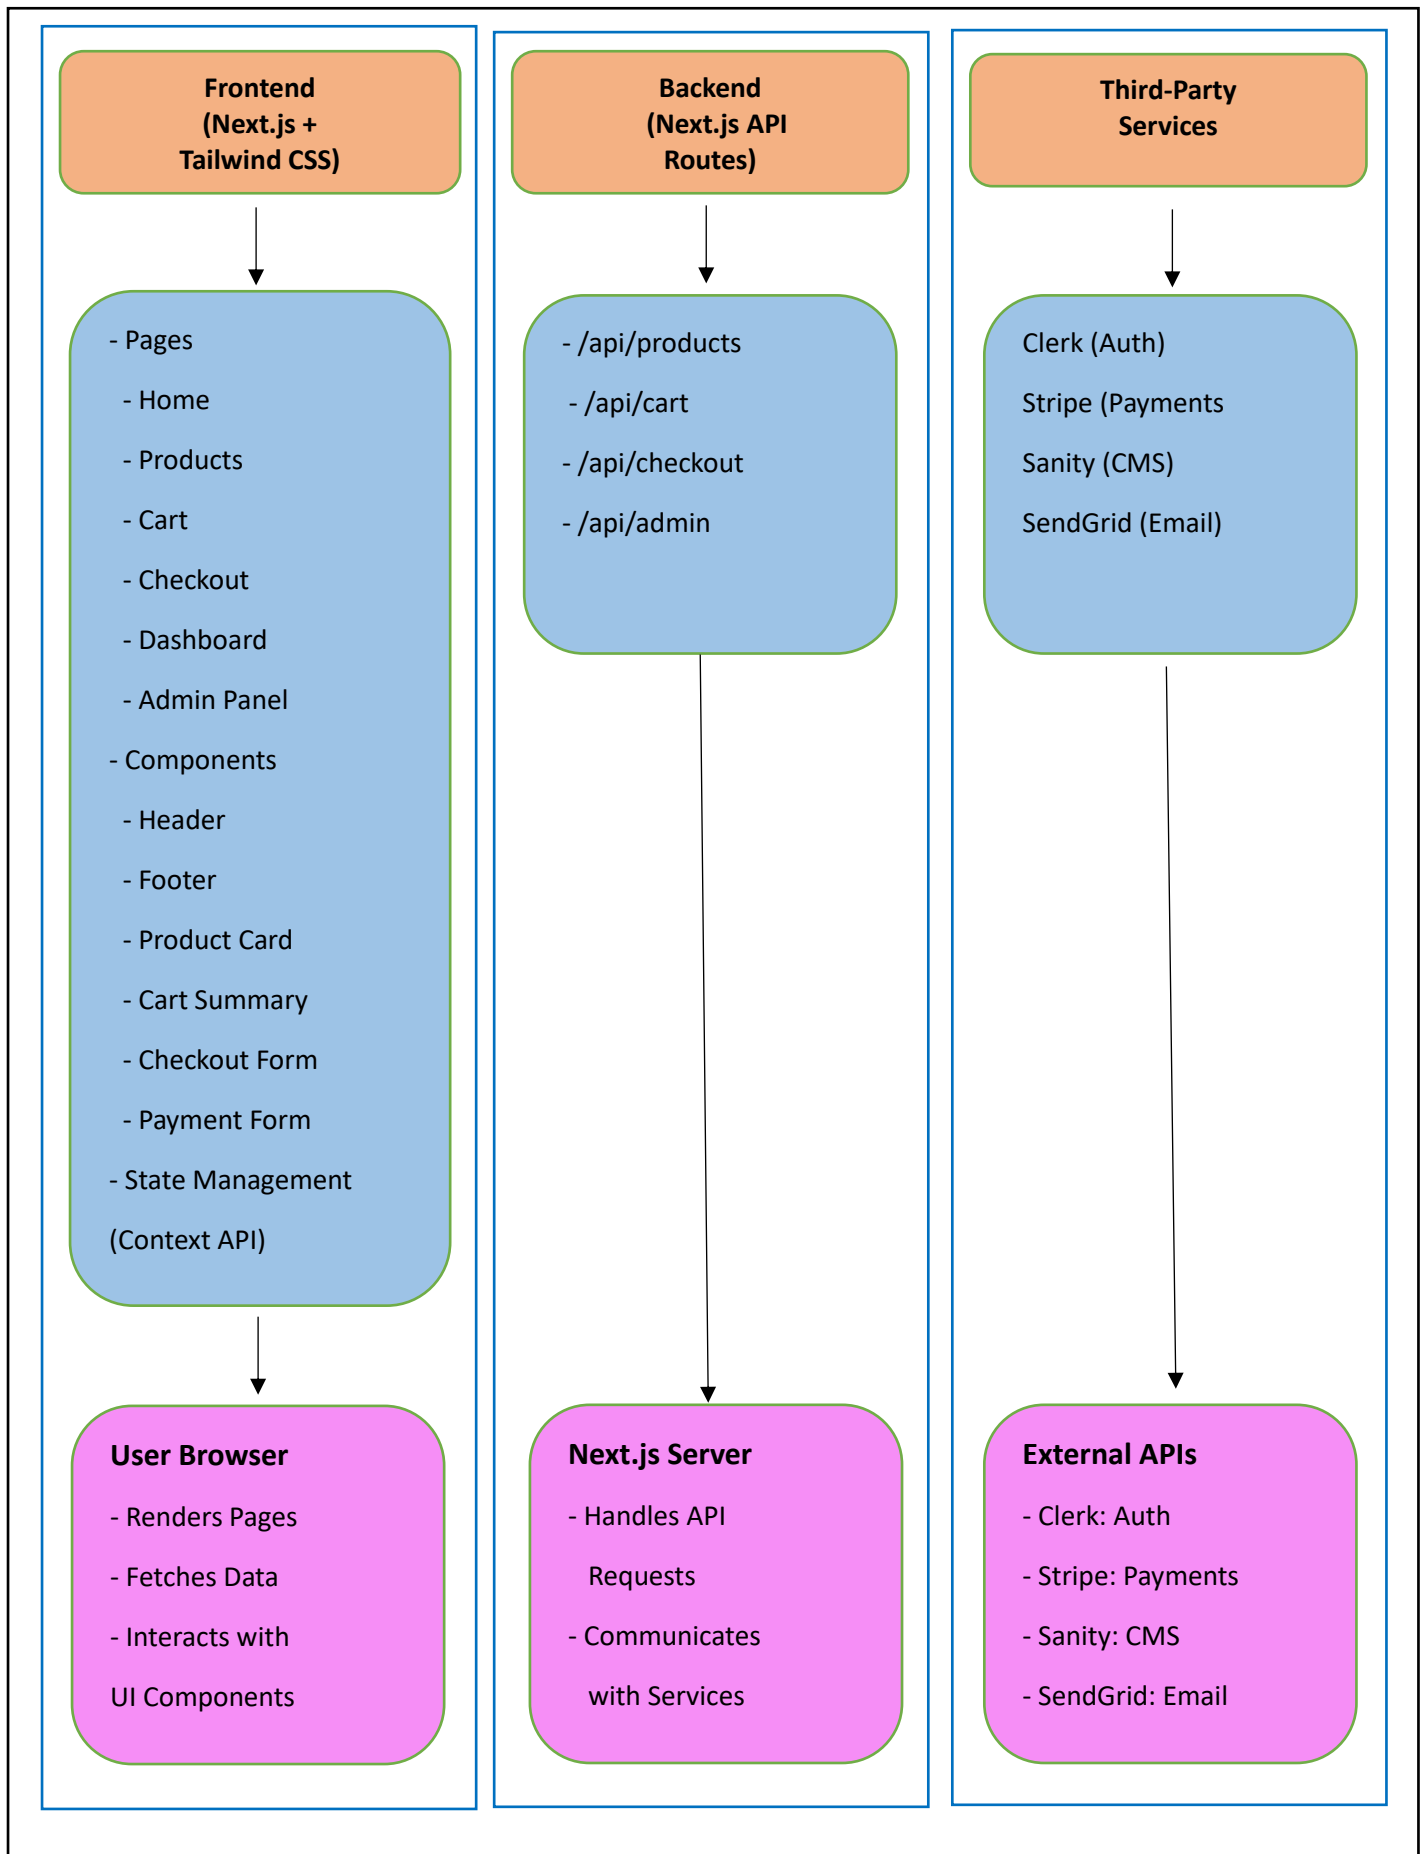 Frontend
(Next.js +
Tailwind CSS)
- Pages
- Home
- Products
- Cart
- Checkout
- Dashboard
- Admin Panel
- Components
- Header
- Footer
- Product Card
- Cart Summary
- Checkout Form
- Payment Form
- State Management
(Context API)
User Browser
- Renders Pages
- Fetches Data
- Interacts with
UI Components
Backend
(Next.js API
Routes)
- /api/products
- /api/cart
- /api/checkout
- /api/admin
Next.js Server
- Handles API
Requests
- Communicates
with Services
Third-Party
Services
Clerk (Auth)
Stripe (Payments
Sanity (CMS)
SendGrid (Email)
External APIs
- Clerk: Auth
- Stripe: Payments
- Sanity: CMS
- SendGrid: Email